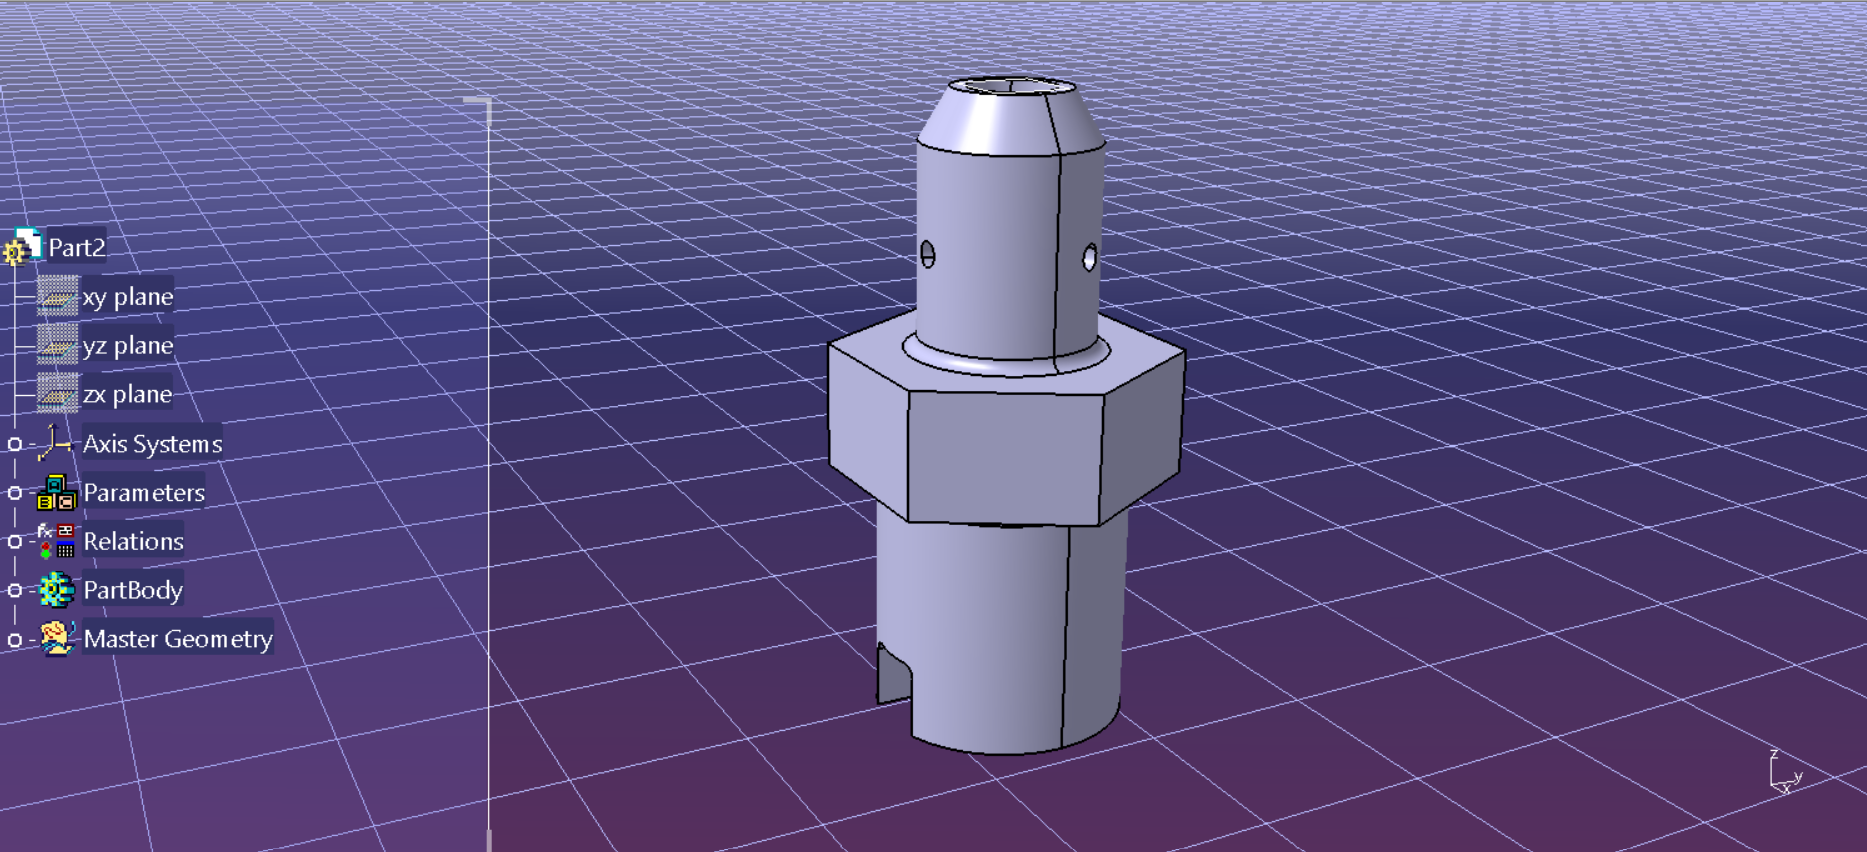 Part2
xy plane
yz plane
zx plane
Axis Systems
Parameters
Relations
PartBody
Master Geometry
z
y
x